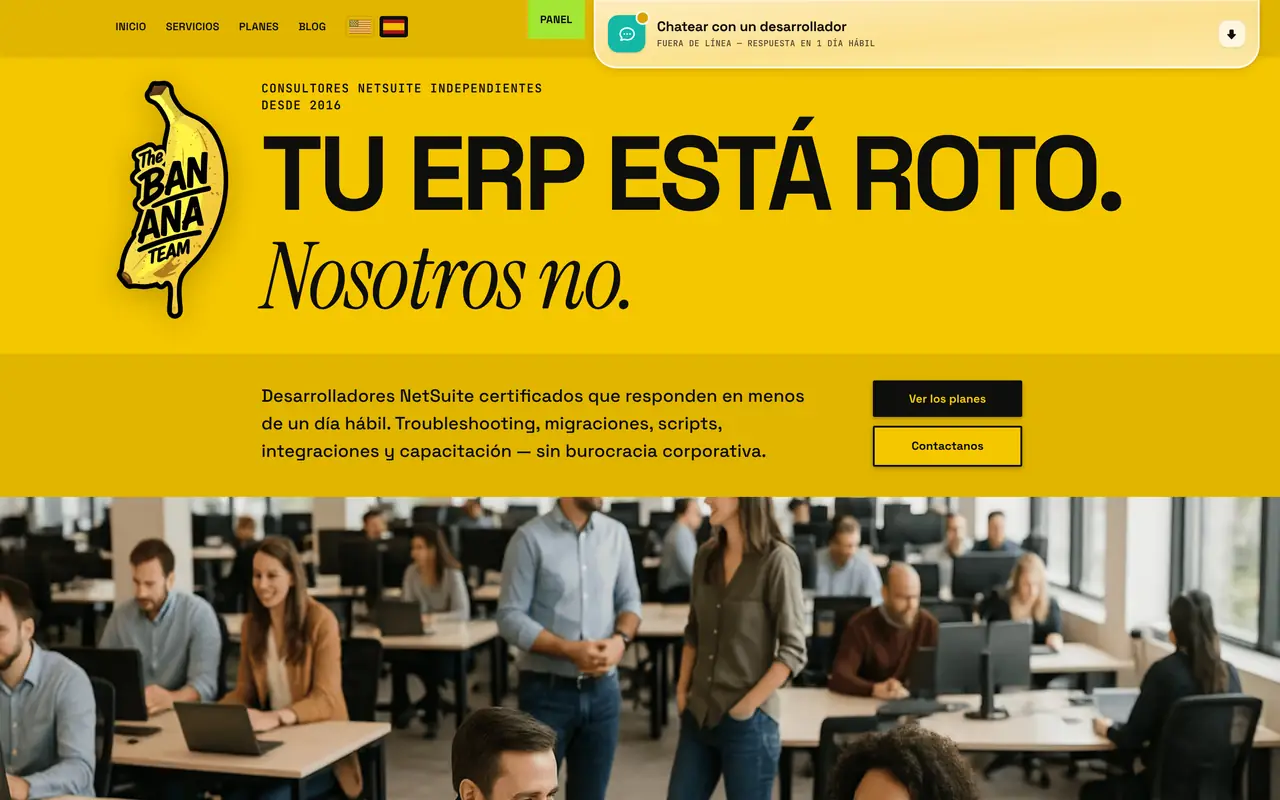 INICIO SERVICIOS PLANES BLOG
PANEL
Chatear con un desarrollador
FUERA DE LÍNEA — RESPUESTA EN 1 DÍA HÁBIL
The
BAN
ANA
TEAM
CONSULTORES NETSUITE INDEPENDIENTES
DESDE 2016
TU ERP ESTÁ ROTO.
Nosotros no.
Desarrolladores NetSuite certificados que responden en menos
de un día hábil. Troubleshooting, migraciones, scripts,
integraciones y capacitación — sin burocracia corporativa.
Ver los planes
Contactanos